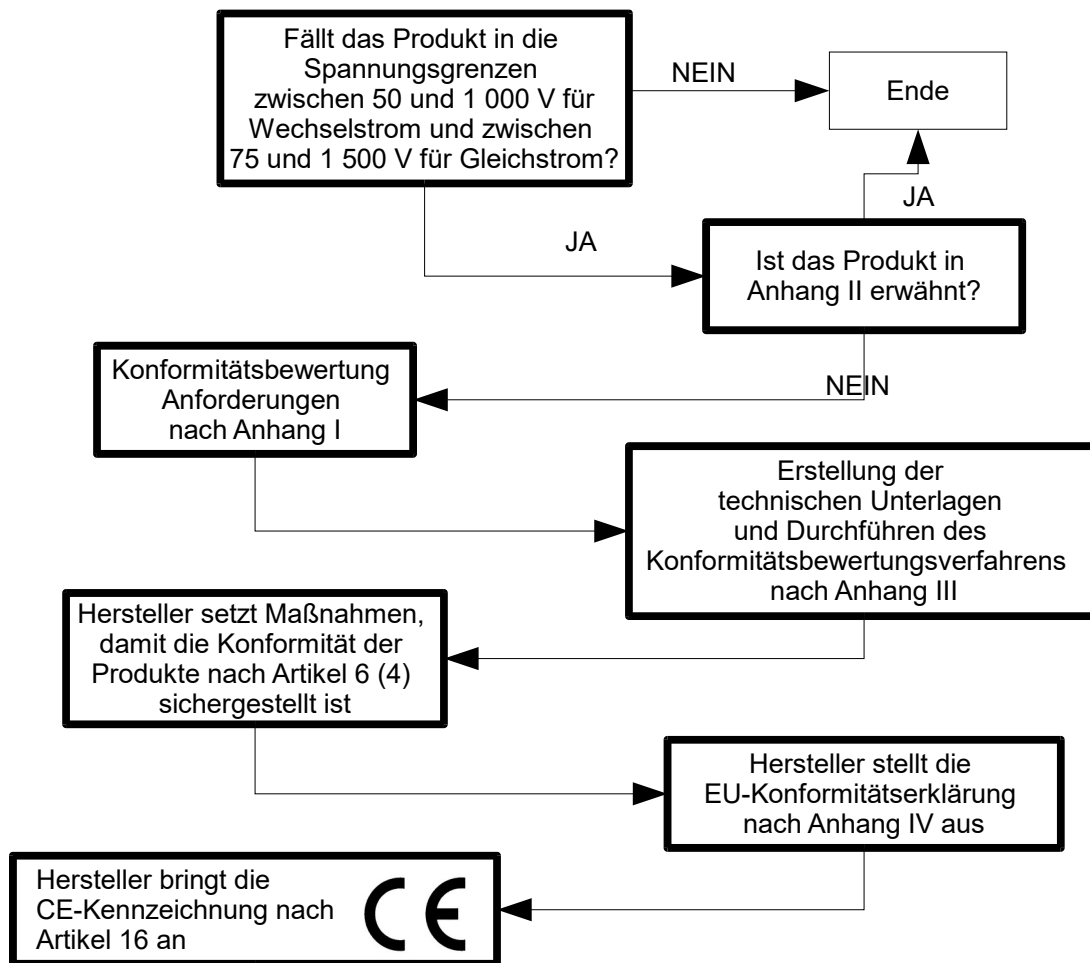 Fällt das Produkt in die
Spannungsgrenzen
zwischen 50 und 1 000 V für
Wechselstrom und zwischen
75 und 1 500 V für Gleichstrom?
NEIN
Ende
JA
JA
Ist das Produkt in
Anhang II erwähnt?
NEIN
Konformitätsbewertung
Anforderungen
nach Anhang I
Erstellung der
technischen Unterlagen
und Durchführen des
Konformitätsbewertungsverfahrens
nach Anhang III
Hersteller setzt Maßnahmen,
damit die Konformität der
Produkte nach Artikel 6 (4)
sichergestellt ist
Hersteller stellt die
EU-Konformitätserklärung
nach Anhang IV aus
Hersteller bringt die
CE-Kennzeichnung nach
Artikel 16 an
CE